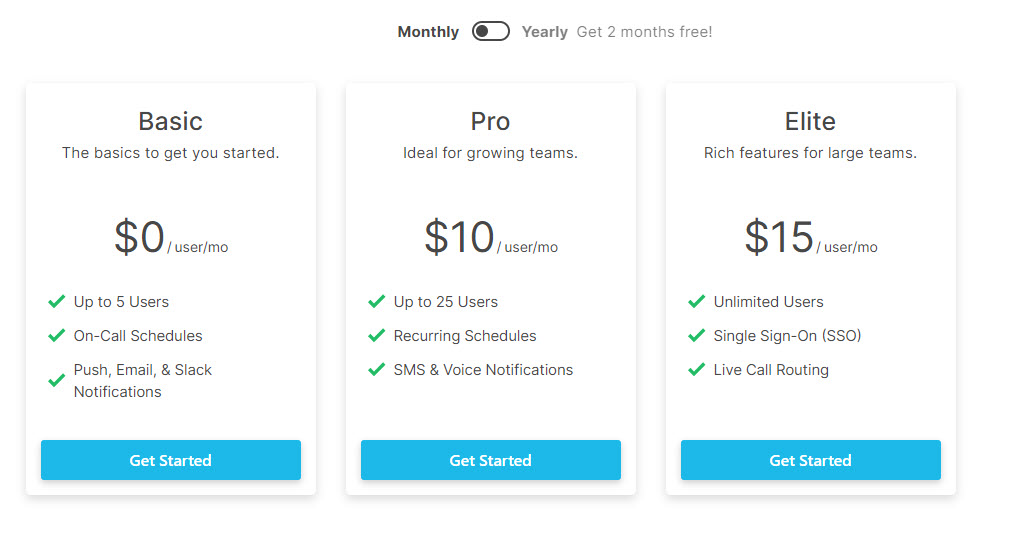 Monthly Yearly Get 2 months free!
Basic
The basics to get you started.
$0 / user/mo
Up to 5 Users
On-Call Schedules
Push, Email, & Slack
Notifications
Get Started
Pro
Ideal for growing teams.
$10 / user/mo
Up to 25 Users
Recurring Schedules
SMS & Voice Notifications
Get Started
Elite
Rich features for large teams.
$15 / user/mo
Unlimited Users
Single Sign-On (SSO)
Live Call Routing
Get Started